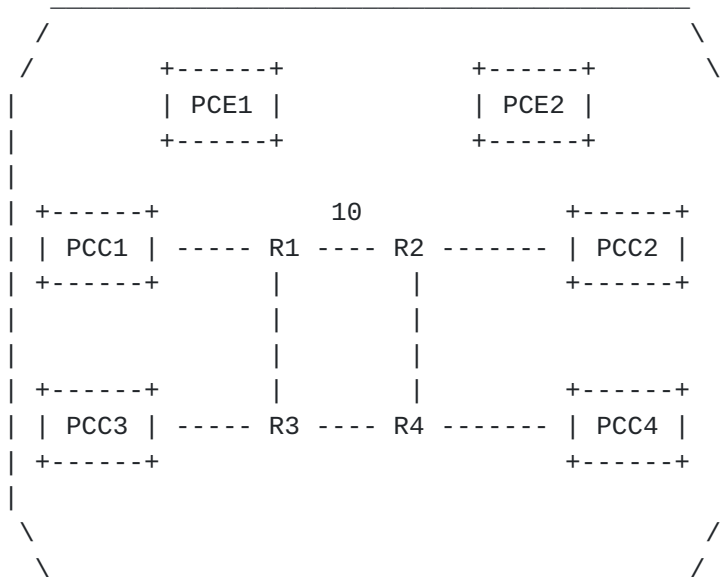 PCE1 PCE2
10
PCC1 ----- R1 ---- R2 ------- PCC2
PCC3 ----- R3 ---- R4 ------- PCC4